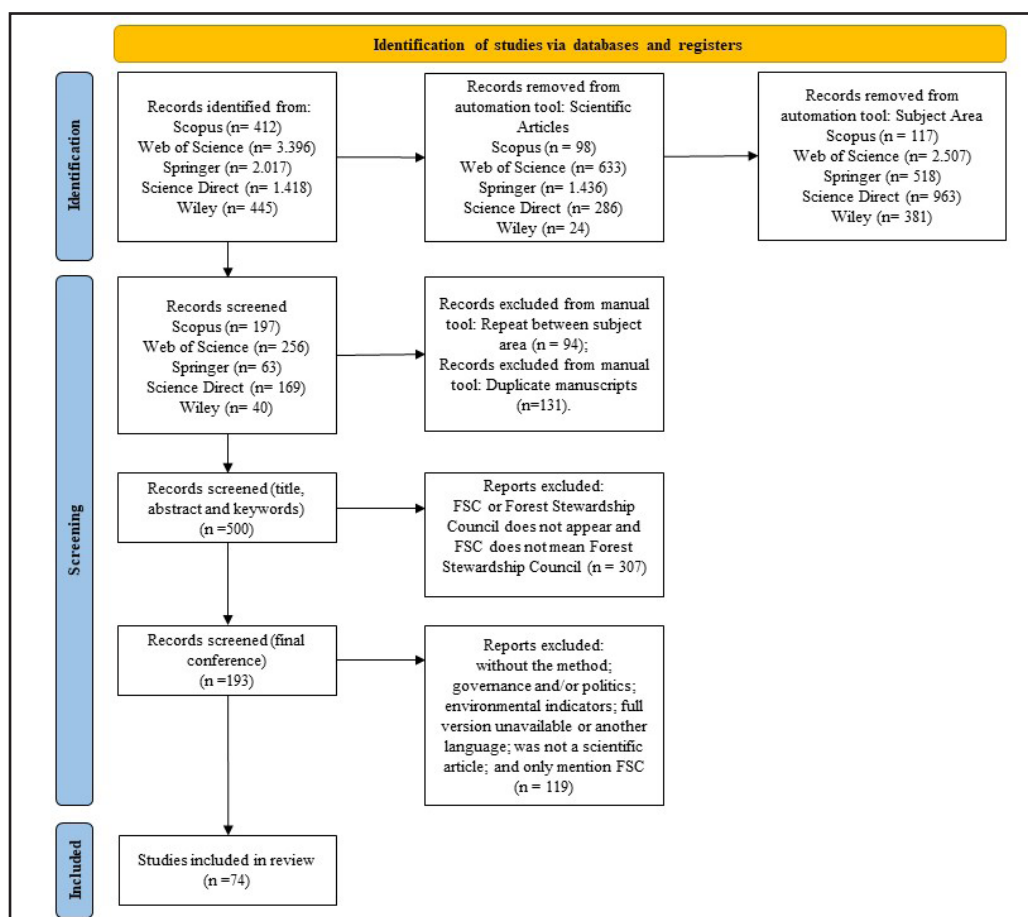 Identification of studies via databases and registers
Identification
Records identified from:
Scopus (n= 412)
Web of Science (n= 3.396)
Springer (n= 2.017)
Science Direct (n= 1.418)
Wiley (n= 445)
Records removed from
automation tool: Scientific
Articles
Scopus (n= 98)
Web of Science (n= 633)
Springer (n= 1.436)
Science Direct (n= 286)
Wiley (n= 24)
Records removed from
automation tool: Subject Area
Scopus (n = 117)
Web of Science (n= 2.507)
Springer (n= 518)
Science Direct (n= 963)
Wiley (n= 381)
Screening
Records screened
Scopus (n= 197)
Web of Science (n= 256)
Springer (n= 63)
Science Direct (n= 169)
Wiley (n= 40)
Records excluded from manual
tool: Repeat between subject
area (n = 94);
Records excluded from manual
tool: Duplicate manuscripts
(n=131).
Records screened (title,
abstract and keywords)
(n =500)
Reports excluded:
FSC or Forest Stewardship
Council does not appear and
FSC does not mean Forest
Stewardship Council (n = 307)
Records screened (final
conference)
(n =193)
Reports excluded:
without the method;
governance and/or politics;
environmental indicators; full
version unavailable or another
language; was not a scientific
article; and only mention FSC
(n = 119)
Included
Studies included in review
(n =74)